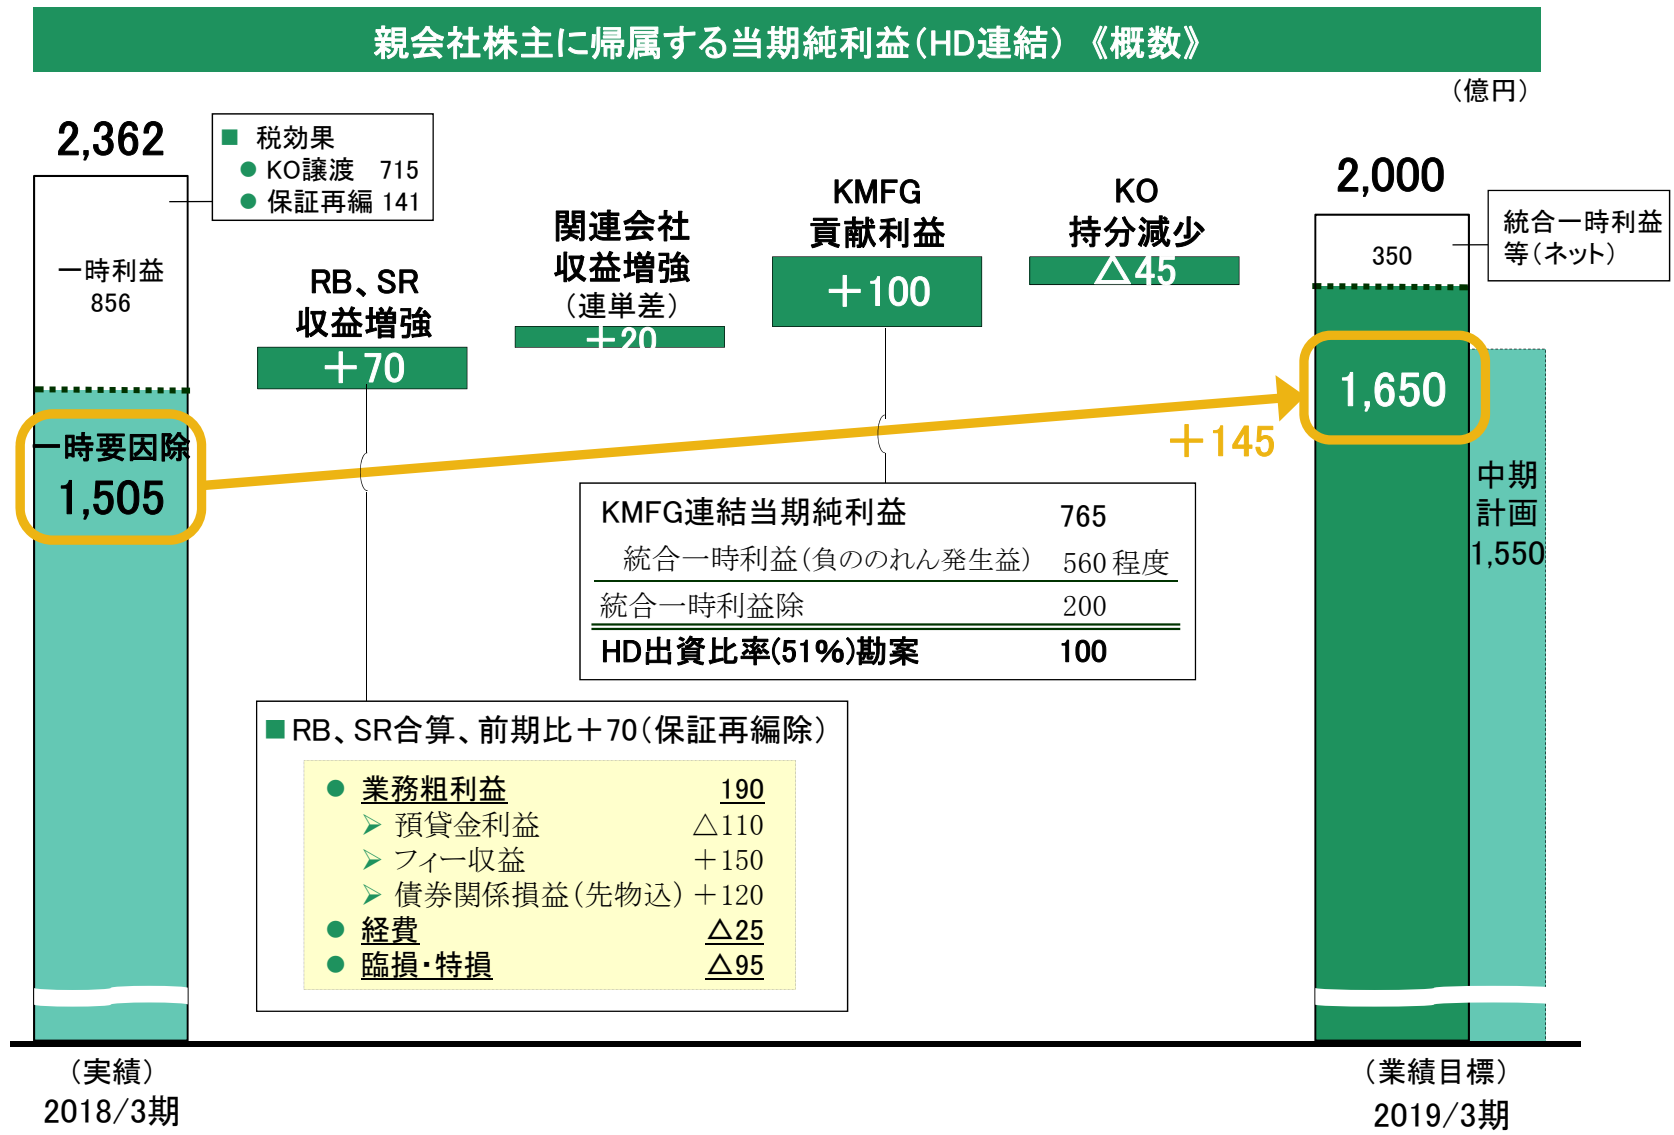 親会社株主に帰属する当期純利益(HD連結) 《概数》
(億円)
2,362
■ 税効果
● KO譲渡 715
● 保証再編 141
一時利益
856
一時要因除
1,505
RB、SR
収益増強
+70
関連会社
収益増強
(連単差)
+20
KMFG
貢献利益
+100
KO
持分減少
△45
2,000
350
統合一時利益
等(ネット)
1,650
+145
中期
計画
1,550
KMFG連結当期純利益 765
統合一時利益(負ののれん発生益) 560 程度
統合一時利益除 200
HD出資比率(51%)勘案 100
■ RB、SR合算、前期比+70(保証再編除)
● 業務粗利益 190
➢ 預貸金利益 △110
➢ フィー収益 +150
➢ 債券関係損益(先物込) +120
● 経費 △25
● 臨損・特損 △95
(実績)
2018/3期
(業績目標)
2019/3期